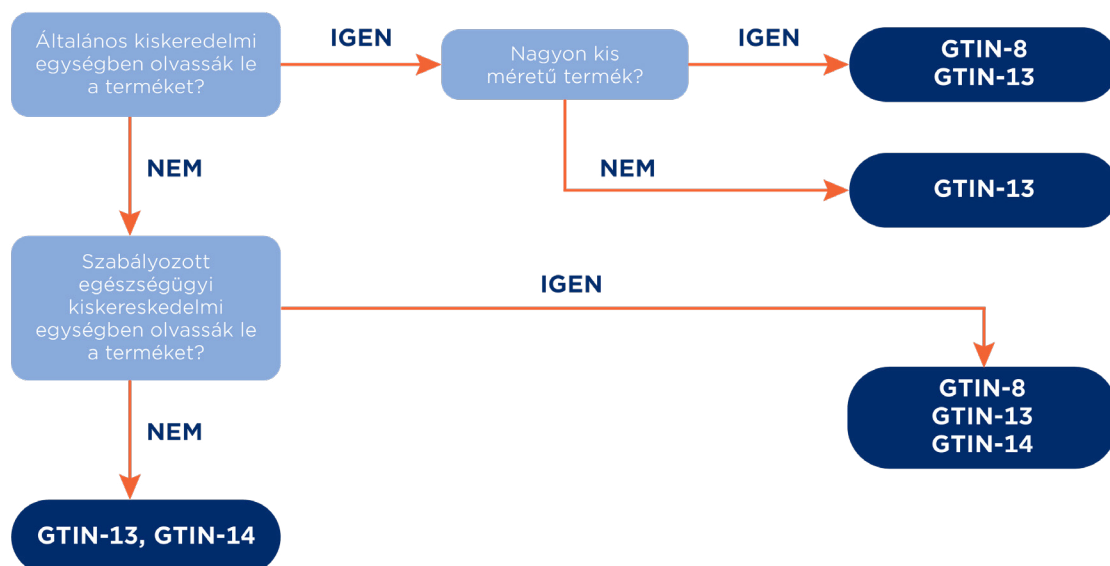 Általános kiskeredelmi
egységben olvassák le
a terméket?
IGEN
Nagyon kis
méretű termék?
IGEN
GTIN-8
GTIN-13
NEM
NEM
GTIN-13
Szabályozott
egészségügyi
kiskereskedelmi
egységben olvassák le
a terméket?
IGEN
GTIN-8
GTIN-13
GTIN-14
NEM
GTIN-13, GTIN-14